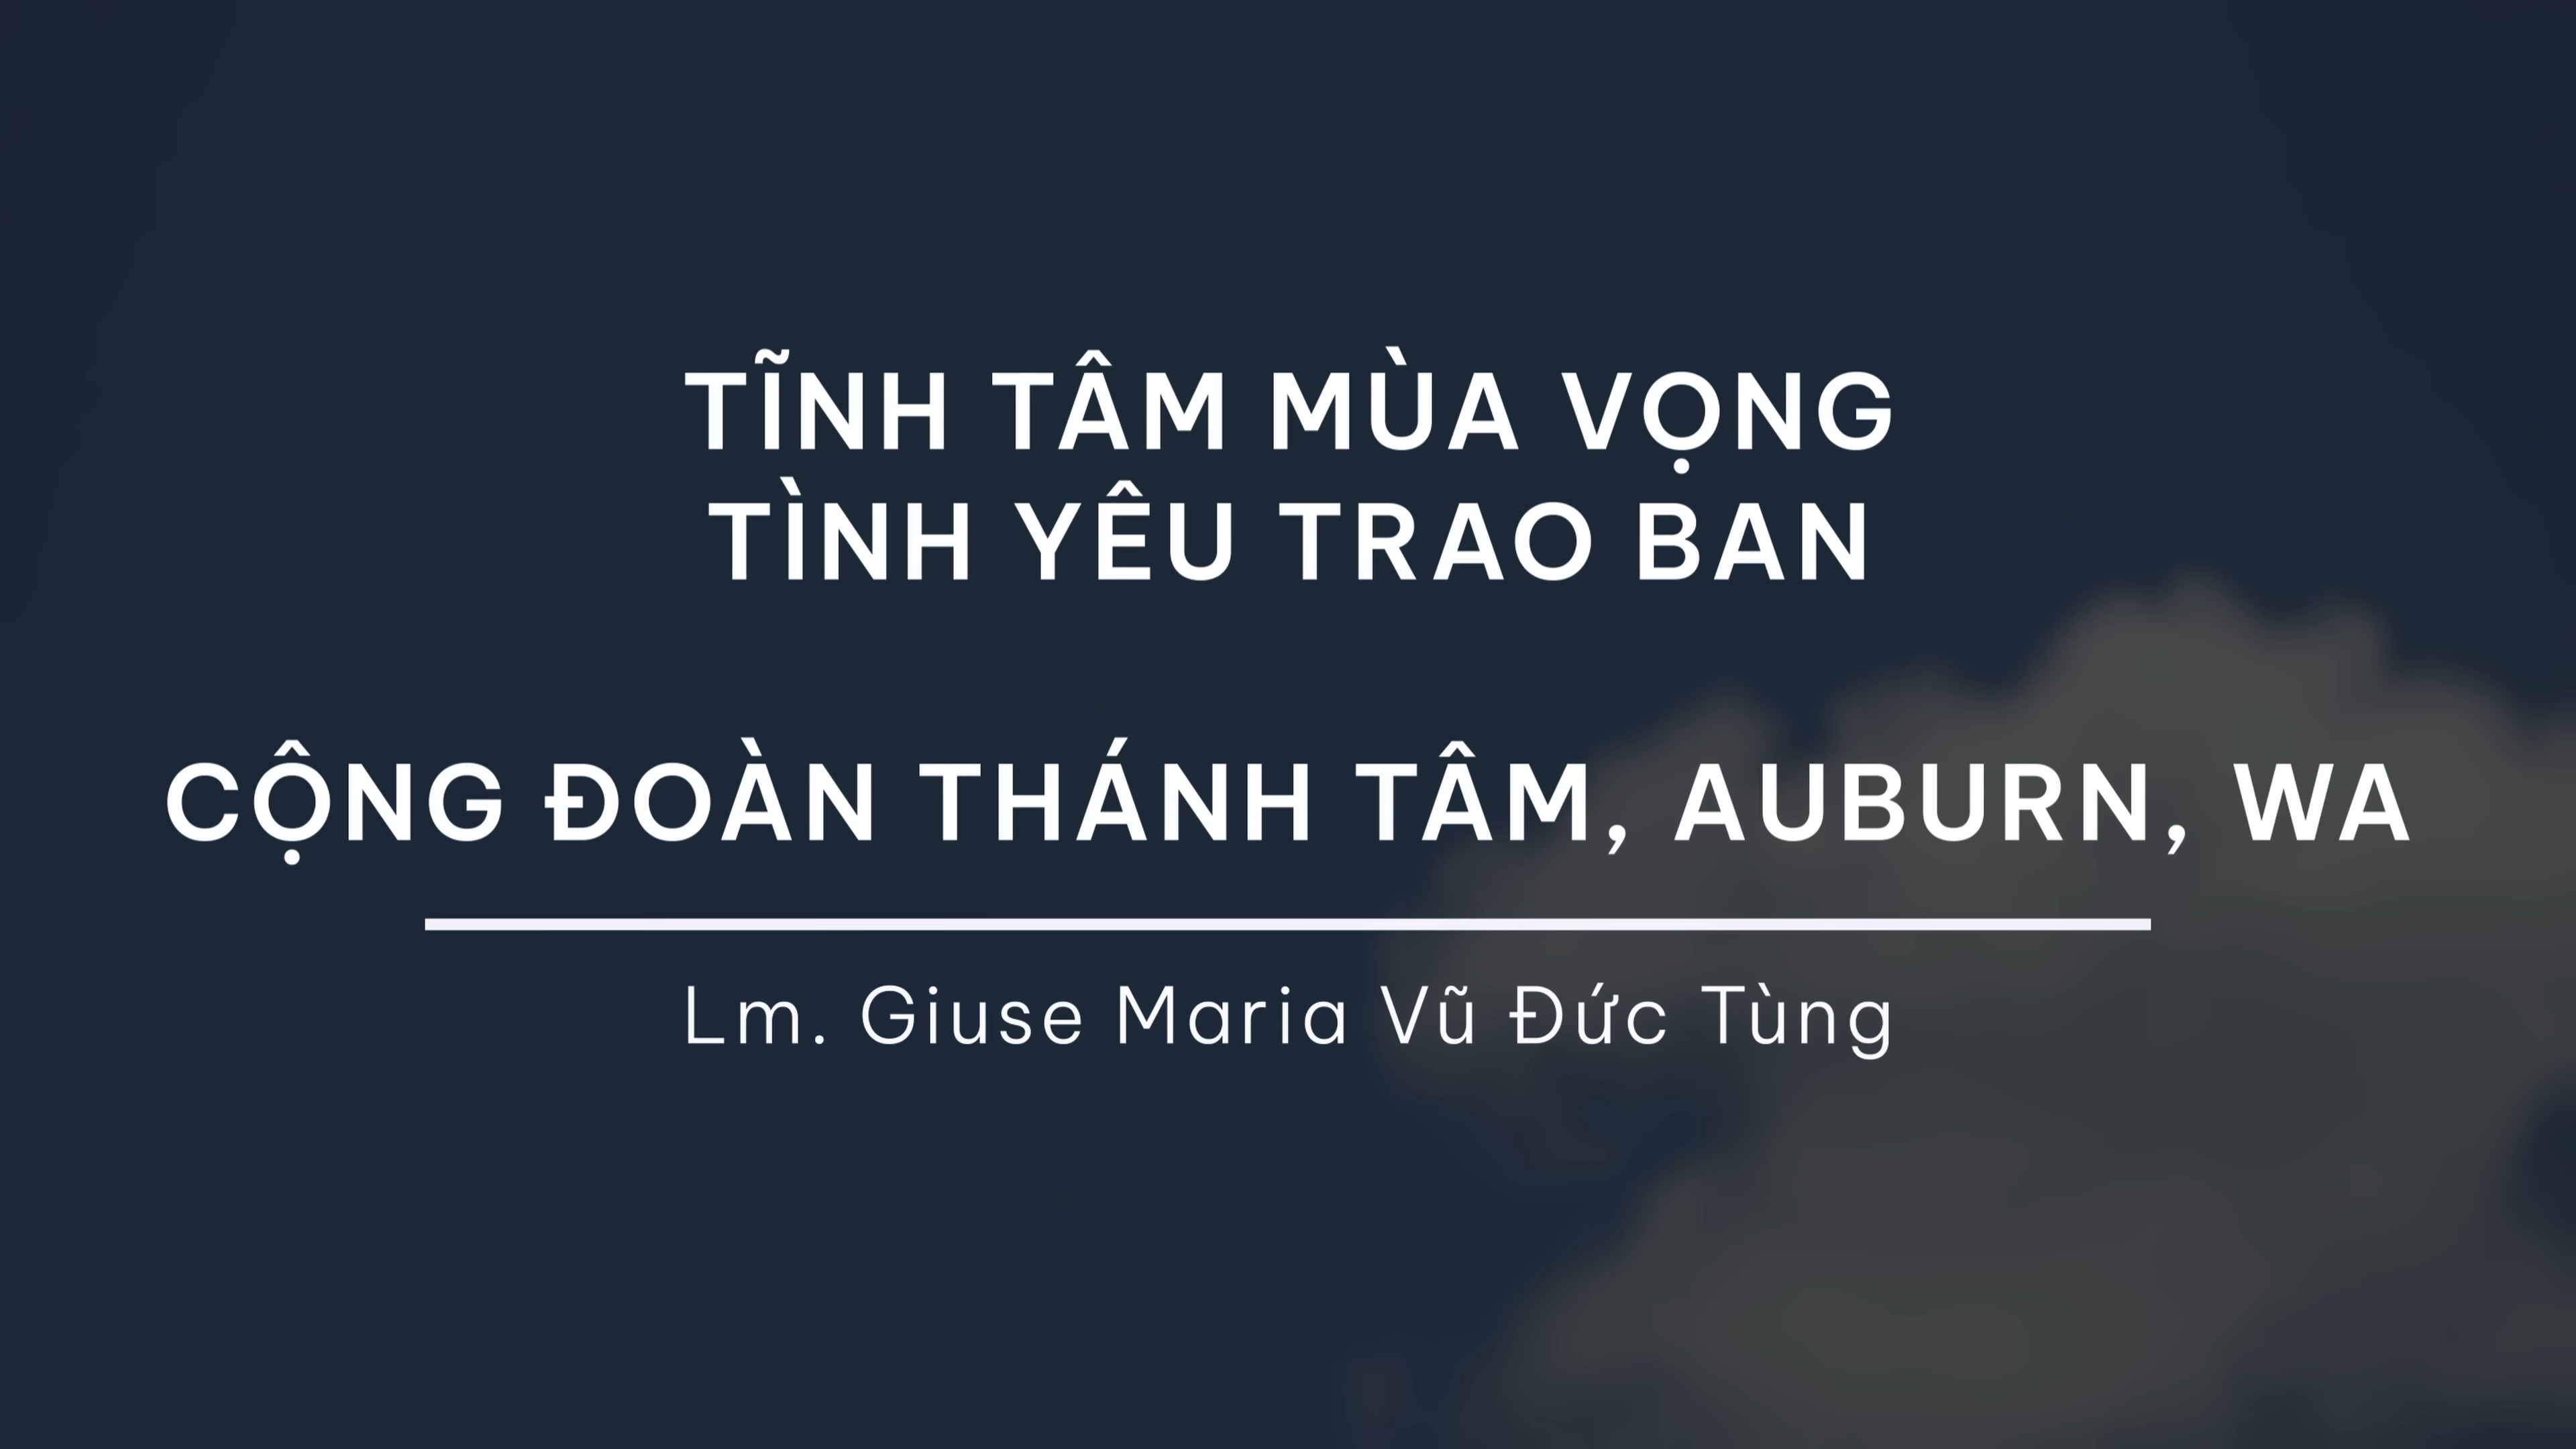 TĨNH TÂM MÙA VỌNG
TÌNH YÊU TRAO BAN
CỘNG ĐOÀN THÁNH TÂM, AUBURN, WA
Lm. Giuse Maria Vũ Đức Tùng